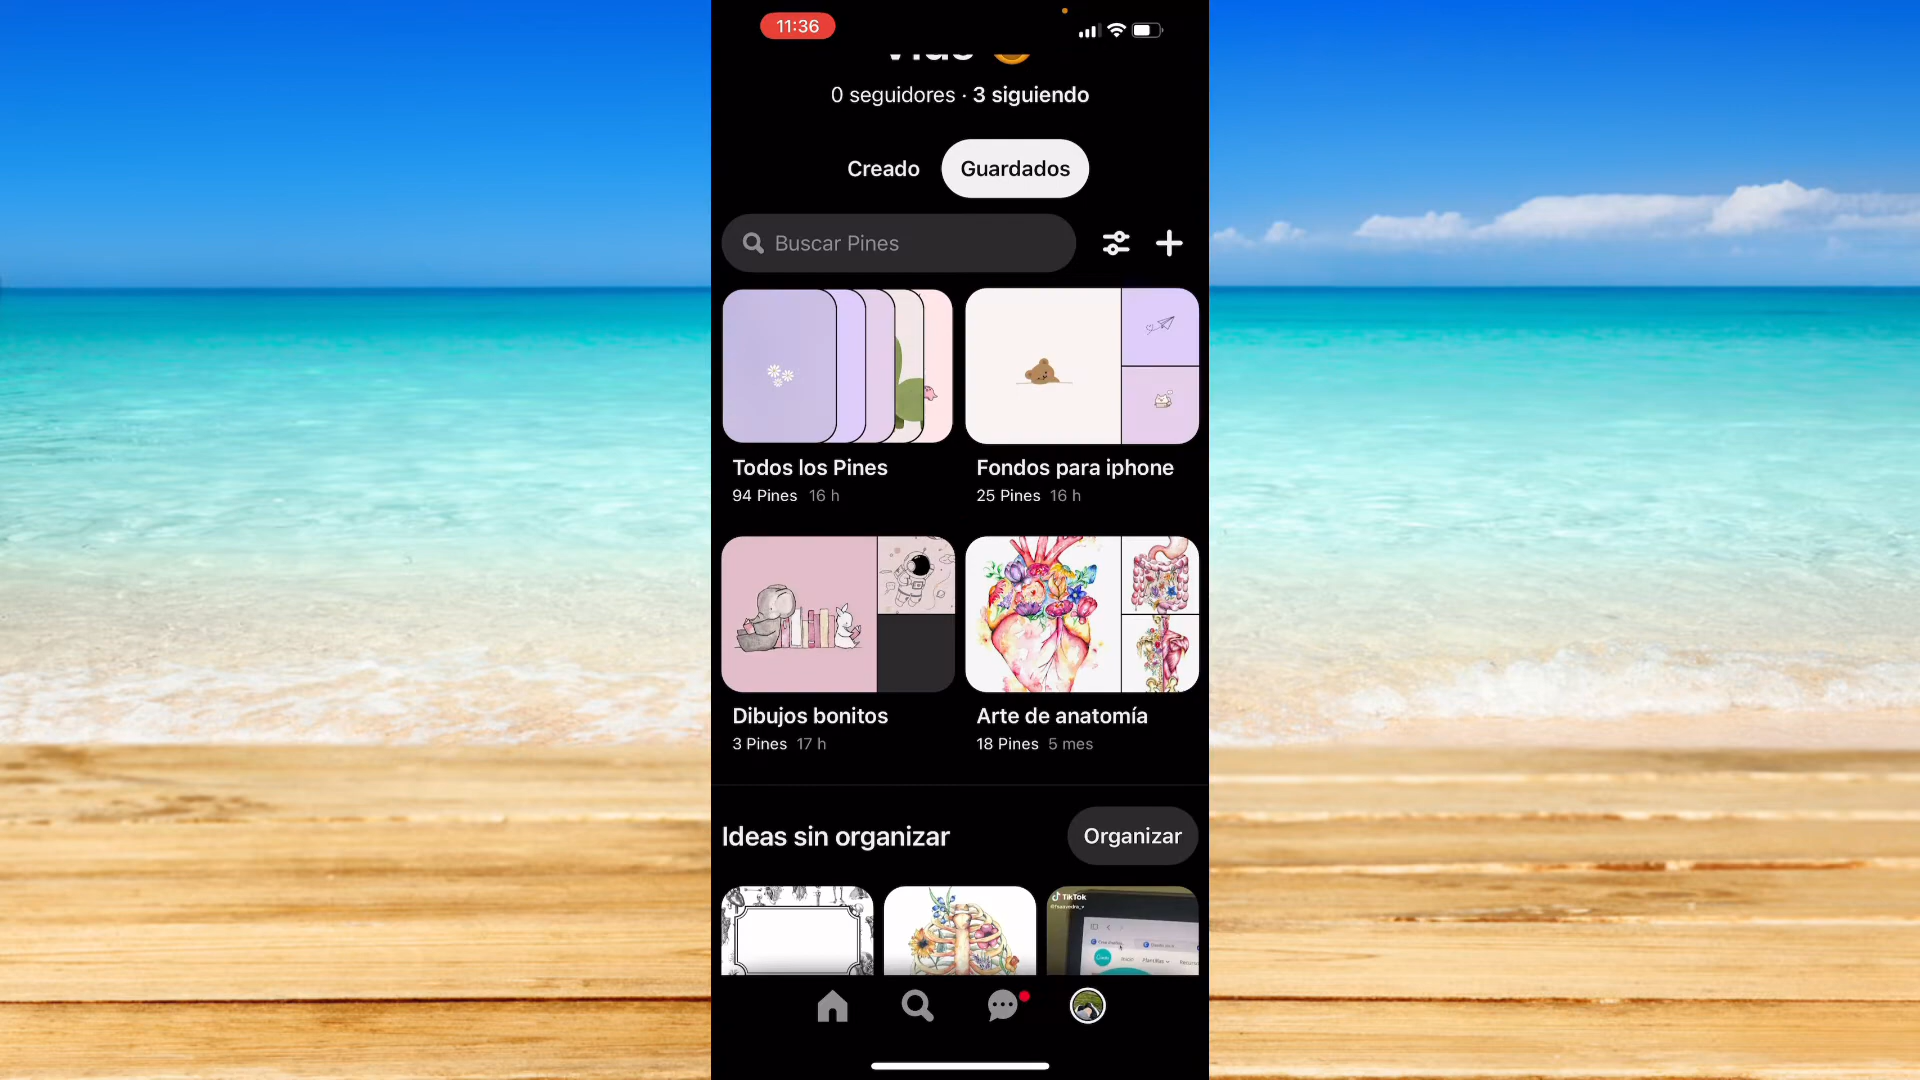 11:36
0 seguidores · 3 siguiendo
Creado
Guardados
Buscar Pines
Todos los Pines
94 Pines 16 h
Fondos para iphone
25 Pines 16 h
Dibujos bonitos
3 Pines 17 h
Arte de anatomía
18 Pines 5 mes
Ideas sin organizar
Organizar
TikTok
Inicio
Plantillas